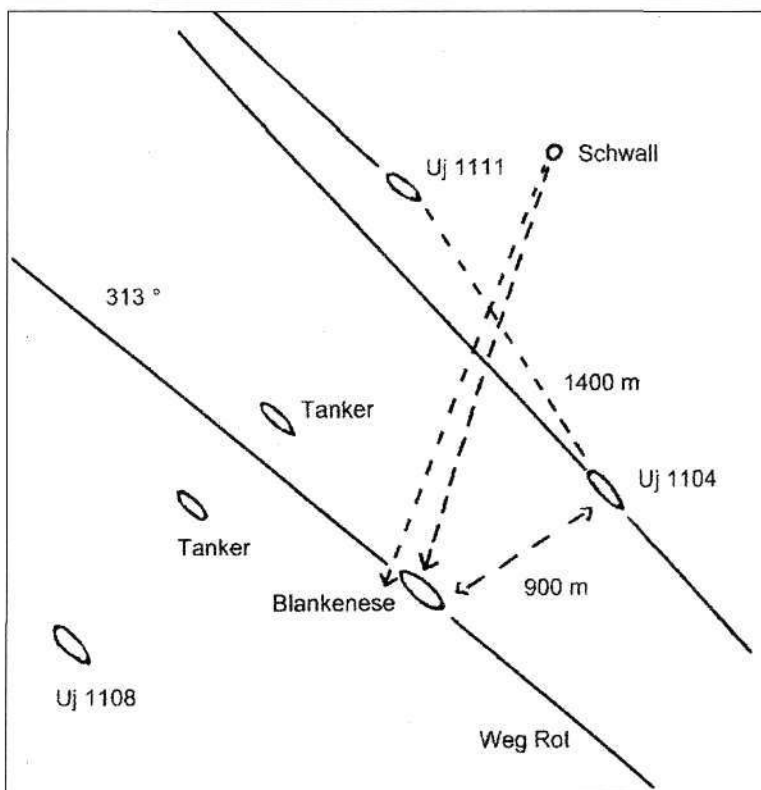 Uj 1111
Schwall
313 °
1400 m
Tanker
Uj 1104
Tanker
900 m
Blankenese
Uj 1108
Weg Rot